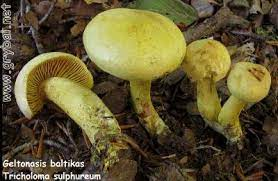 © www.grybai.net
Geltonasis baltikas
Tricholoma sulphureum